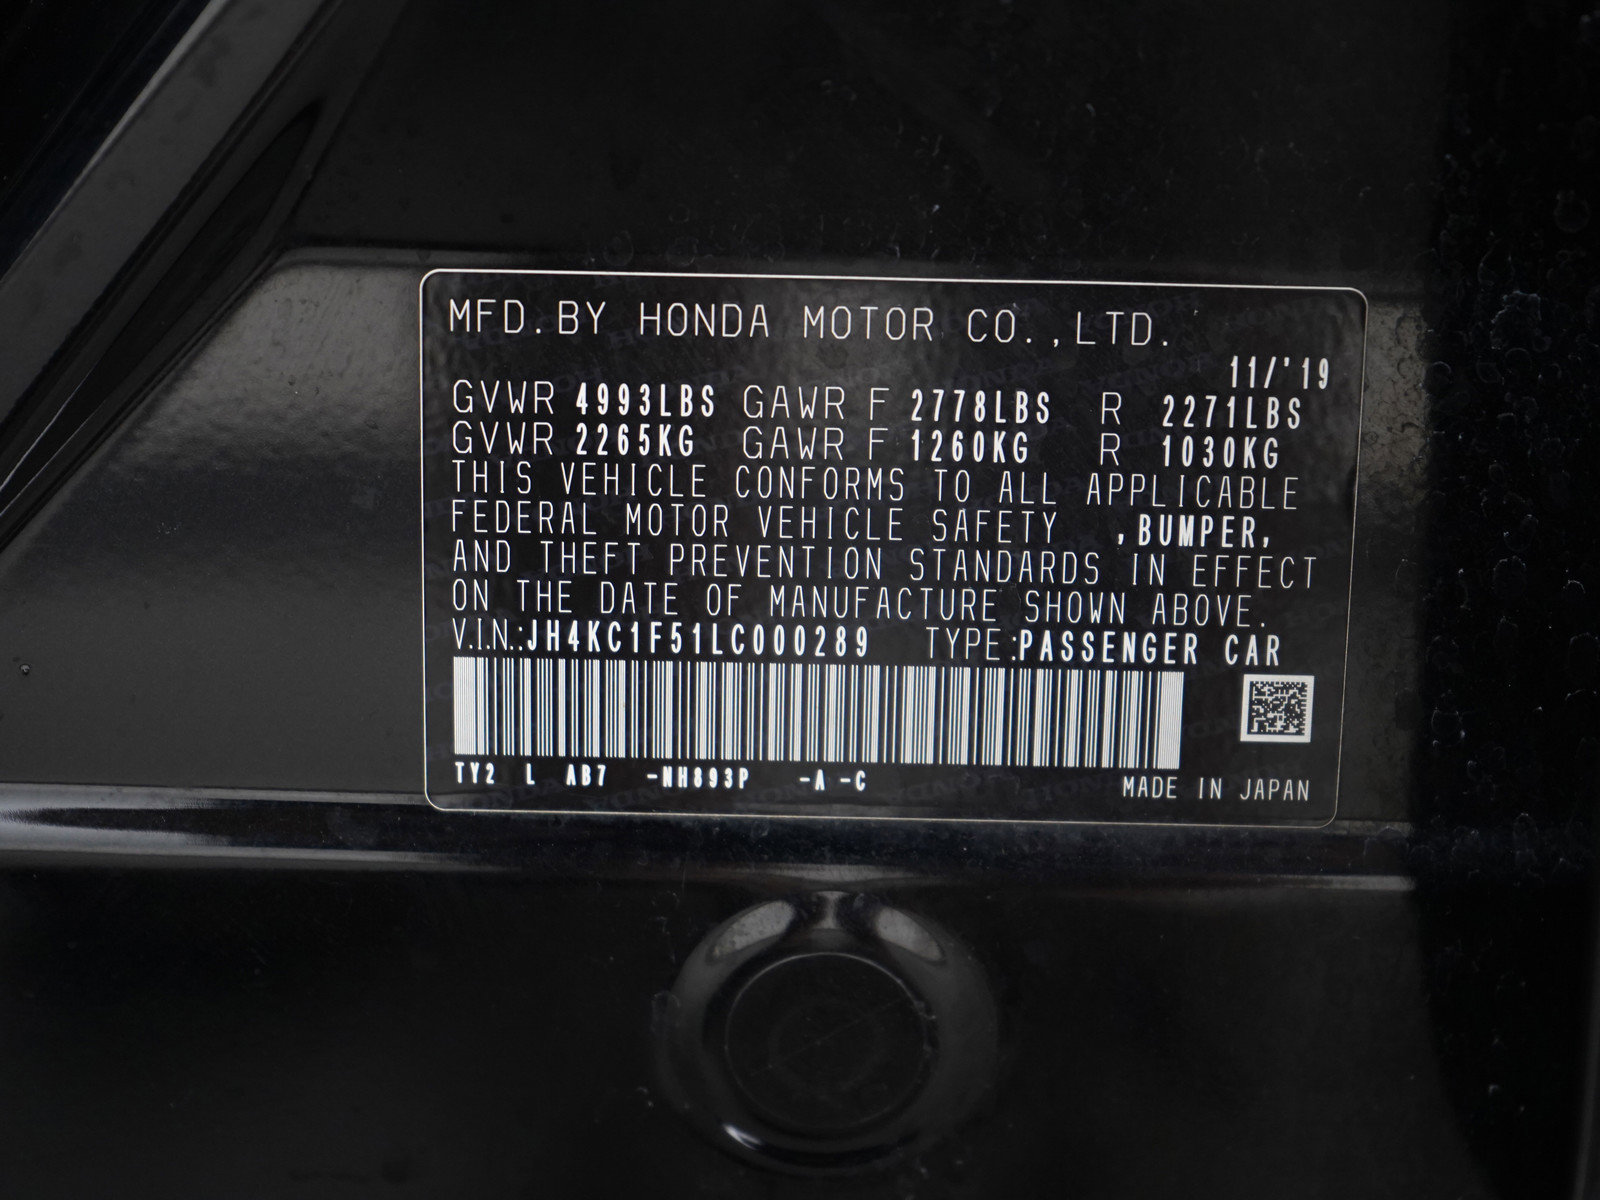 MFD. BY HONDA MOTOR CO.,LTD.
11/'19
GVWR 4993LBS GAWR F 2778LBS R 2271LBS
GVWR 2265KG GAWR F 1260KG R 1030KG
THIS VEHICLE CONFORMS TO ALL APPLICABLE
FEDERAL MOTOR VEHICLE SAFETY ,BUMPER,
AND THEFT PREVENTION STANDARDS IN EFFECT
ON THE DATE OF MANUFACTURE SHOWN ABOVE.
V.I.N.:JH4KC1F51LC000289 TYPE:PASSENGER CAR
TY2 L AB7 -NH893P -A -C
MADE IN JAPAN